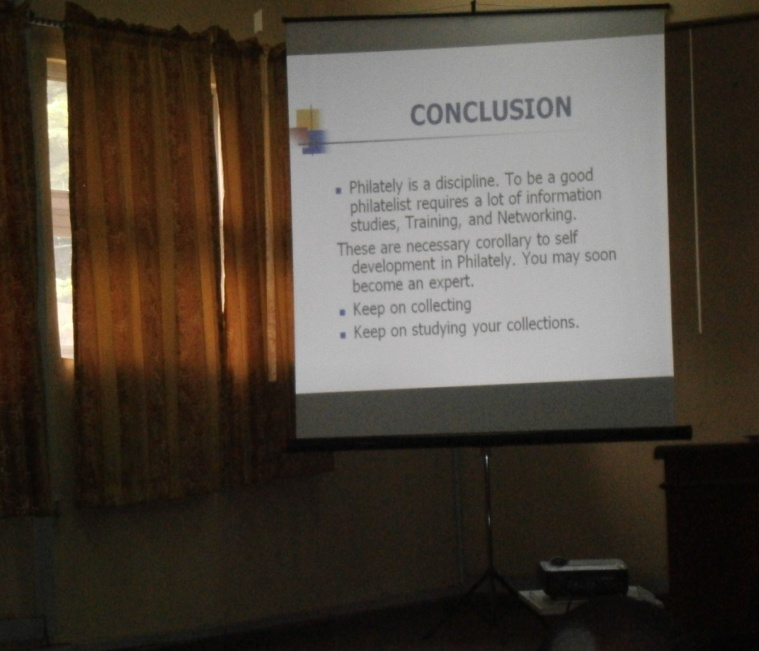 CONCLUSION
Philately is a discipline. To be a good
philatelist requires a lot of information
studies, Training, and Networking.
These are necessary corollary to self
development in Philately. You may soon
become an expert.
Keep on collecting
Keep on studying your collections.